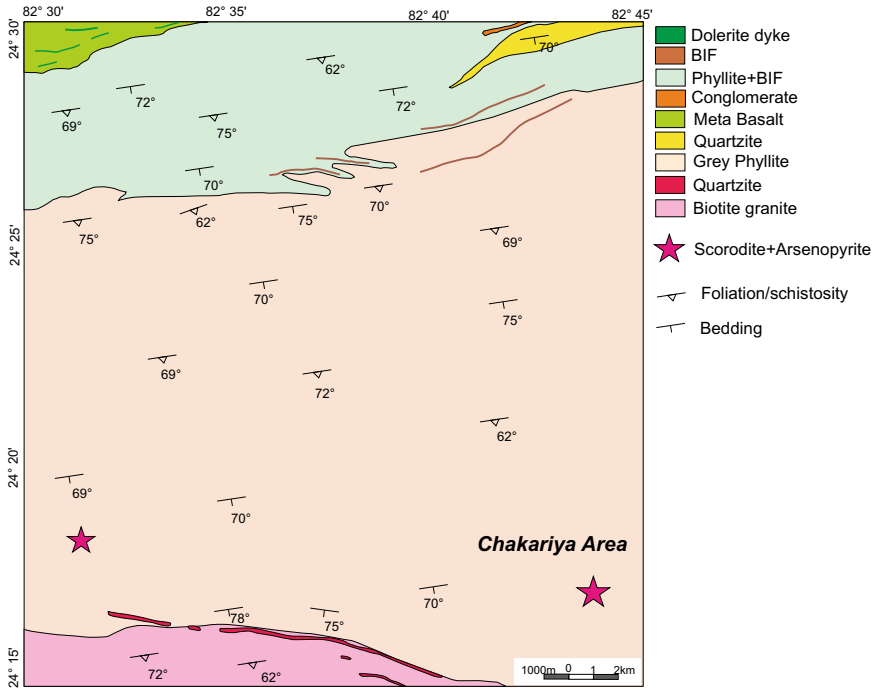 82° 30' 82° 35' 82° 40' 82° 45'
24° 30'
24° 25'
24° 20'
24° 15'
70°
62°
72°
72°
69°
75°
70°
70°
75°
62°
75°
69°
70°
75°
69°
72°
62°
69°
70°
Chakariya Area
70°
78°
75°
72°
62°
1000m 0 1 2km
Dolerite dyke
BIF
Phyllite+BIF
Conglomerate
Meta Basalt
Quartzite
Grey Phyllite
Quartzite
Biotite granite
Scorodite+Arsenopyrite
Foliation/schistosity
Bedding